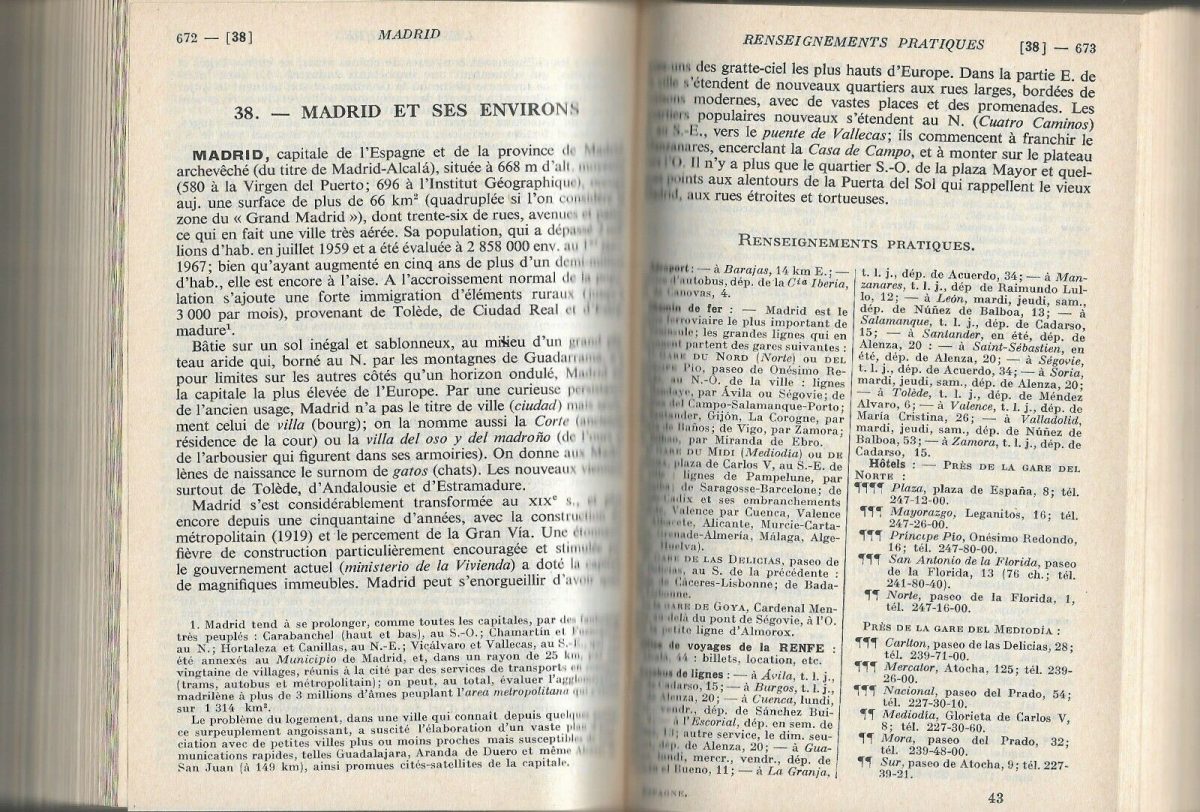 672 — [38]
MADRID
38. — MADRID ET SES ENVIRONS
MADRID, capitale de l'Espagne et de la province de
archevêché (du titre de Madrid-Alcalá), située à 668 m d'alt.
(580 à la Virgen del Puerto; 696 à l'Institut Géographique),
auj. une surface de plus de 66 km² (quadruplée si l'on
zone du « Grand Madrid »), dont trente-six de rues, avenues et
ce qui en fait une ville très aérée. Sa population, qui a
lions d'hab. en juillet 1959 et a été évaluée à 2 858 000 env. au
1967; bien qu'ayant augmenté en cinq ans de plus d'un
d'hab., elle est encore à l'aise. A l'accroissement normal de la
lation s'ajoute une forte immigration d'éléments ruraux
3 000 par mois), provenant de Tolède, de Ciudad Real et
madure¹.
Bâtie sur un sol inégal et sablonneux, au milieu d'un
teau aride qui, borné au N. par les montagnes de
pour limites sur les autres côtés qu'un horizon ondulé,
la capitale la plus élevée de l'Europe. Par une curieuse
de l'ancien usage, Madrid n'a pas le titre de ville (ciudad)
ment celui de villa (bourg); on la nomme aussi la Corte
résidence de la cour) ou la villa del oso y del madroño (de
de l'arbousier qui figurent dans ses armoiries). On donne aux
lènes de naissance le surnom de gatos (chats). Les nouveaux
surtout de Tolède, d'Andalousie et d'Estramadure.
Madrid s'est considérablement transformée au XIXe s.,
encore depuis une cinquantaine d'années, avec la
métropolitain (1919) et le percement de la Gran Vía. Une
fièvre de construction particulièrement encouragée et
le gouvernement actuel (ministerio de la Vivienda) a doté la
de magnifiques immeubles. Madrid peut s'enorgueillir
1. Madrid tend à se prolonger, comme toutes les capitales, par des
très peuplés : Carabanchel (haut et bas), au S.-O.; Chamartin et
au N.; Hortaleza et Canillas, au N.-E.; Vicálvaro et Vallecas, au
été annexés au Municipio de Madrid, et, dans un rayon de 25 km,
vingtaine de villages, réunis à la cité par des services de transports
(trams, autobus et métropolitain); on peut, au total, évaluer
madrilène à plus de 3 millions d'âmes peuplant l'area metropolitana
sur 1 314 km².
Le problème du logement, dans une ville qui connait depuis
ce surpeuplement angoissant, a suscité l'élaboration d'un vaste
ciation avec de petites villes plus ou moins proches mais
munications rapides, telles Guadalajara, Aranda de Duero et même
San Juan (à 149 km), ainsi promues cités-satellites de la capitale.
RENSEIGNEMENTS PRATIQUES
[38] — 673
des gratte-ciel les plus hauts d'Europe. Dans la partie E. de
s'étendent de nouveaux quartiers aux rues larges, bordées de
modernes, avec de vastes places et des promenades. Les
populaires nouveaux s'étendent au N. (Cuatro Caminos)
S.-E., vers le puente de Vallecas; ils commencent à franchir le
encerclant la Casa de Campo, et à monter sur le plateau
l'O. Il n'y a plus que le quartier S.-O. de la plaza Mayor et quel-
points aux alentours de la Puerta del Sol qui rappellent le vieux
aux rues étroites et tortueuses.
RENSEIGNEMENTS PRATIQUES.
— à Barajas, 14 km E.; —
d'autobus, dép. de la Cia Iberia,
Canovas, 4.
de fer : — Madrid est le
ferroviaire le plus important de
les grandes lignes qui en
partent des gares suivantes :
DU NORD (Norte) OU DEL
PIO, paseo de Onésimo Re-
au N.-O. de la ville : lignes
par Ávila ou Ségovie; de
del Campo-Salamanque-Porto;
Gijón, La Corogne, par
de Baños; de Vigo, par Zamora;
par Miranda de Ebro.
DU MIDI (Mediodia) OU DE
plaza de Carlos V, au S.-E. de
lignes de Pampelune, par
de Saragosse-Barcelone; de
et ses embranchements
Valence par Cuenca, Valence
Alicante, Murcie-Carta-
Almería, Málaga, Alge-

DE LAS DELICIAS, paseo de
au S. de la précédente :
de Cáceres-Lisbonne; de Bada-

GARE DE GOYA, Cardenal Men-
delà du pont de Ségovie, à l'O.
petite ligne d'Almorox.
de voyages de la RENFE :
44 : billets, location, etc.
de lignes : — à Ávila, t. l. j.,
15; — à Burgos, t. l. j.,
20; — à Cuenca, lundi,
dép. de Sánchez Bui-
à l'Escorial, dép. en sem. de
autre service, le dim. seu-
dép. de Alenza, 20; — à Gua-
mercr., vendr., dép. de
el Bueno, 11; — à La Granja,
t. l. j., dép. de Acuerdo, 34; — à Man-
zanares, t. l. j., dép de Raimundo Lul-
lo, 12; — à León, mardi, jeudi, sam.,
dép. de Núñez de Balboa, 13; — à
Salamanque, t. l. j., dép. de Cadarso,
15; — à Santander, en été, dép. de
Alenza, 20 : — à Saint-Sébastien, en
été, dép. de Alenza, 20; — à Ségovie,
t. l. j., dép. de Acuerdo, 34; — à Soria,
mardi, jeudi, sam., dép. de Alenza, 20;
— à Tolède, t. l. j., dép. de Méndez
Alvaro, 6; — à Valence, t. l. j., dép. de
María Cristina, 26; — à Valladolid,
mardi, jeudi, sam., dép. de Núñez de
Balboa, 53; — à Zamora, t. l. j., dép. de
Cadarso, 15.
Hôtels : — PRÈS DE LA GARE DEL
NORTE :
¶¶¶¶ Plaza, plaza de España, 8; tél.
247-12-00.
¶¶¶ Mayorazgo, Leganitos, 16; tél.
247-26-00.
¶¶¶ Príncipe Pio, Onésimo Redondo,
16; tél. 247-80-00.
¶¶¶ San Antonio de la Florida, paseo
de la Florida, 13 (76 ch.; tél.
241-80-40).
¶¶ Norte, paseo de la Florida, 1,
tél. 247-16-00.
PRÈS DE LA GARE DEL MEDIODÍA :
¶¶¶ Carlton, paseo de las Delicias, 28;
tél. 239-71-00.
¶¶¶ Mercator, Atocha, 125; tél. 239-
26-00.
¶¶¶ Nacional, paseo del Prado, 54;
tél. 227-30-10.
¶¶ Mediodia, Glorieta de Carlos V,
8; tél. 227-30-60.
¶¶ Mora, paseo del Prado, 32;
tél. 239-48-00.
¶¶ Sur, paseo de Atocha, 9; tél. 227-
39-21.
ESPAGNE.
43